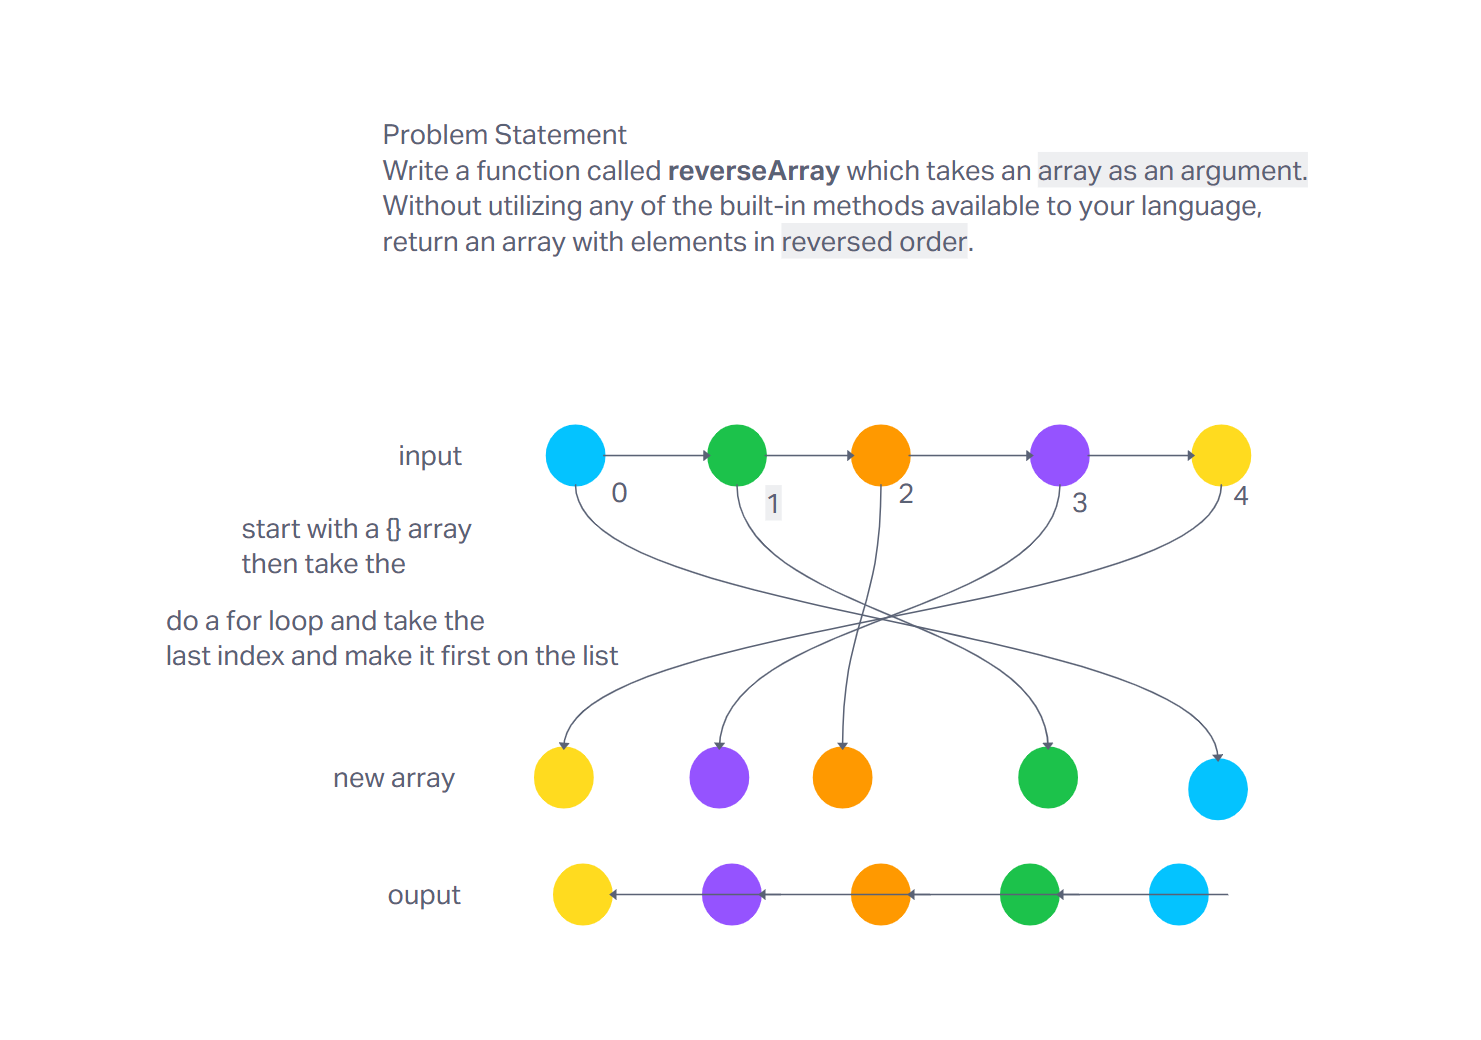 Problem Statement
Write a function called reverseArray which takes an array as an argument.
Without utilizing any of the built-in methods available to your language,
return an array with elements in reversed order.
input
0
1
2
3
4
start with a {} array
then take the
do a for loop and take the
last index and make it first on the list
new array
ouput